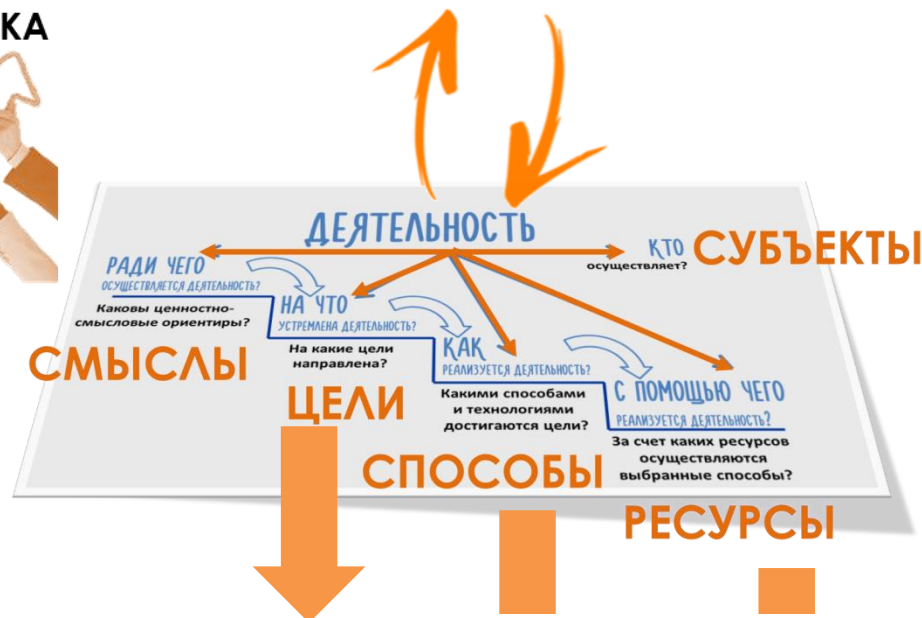 КА
ДЕЯТЕЛЬНОСТЬ
КТО
осуществляет?
СУБЪЕКТЫ
РАДИ ЧЕГО
ОСУЩЕСТВЛЯЕТСЯ ДЕЯТЕЛЬНОСТЬ?
Каковы ценностно-
смысловые ориентиры?
СМЫСЛЫ
НА ЧТО
УСТРЕМЛЕНА ДЕЯТЕЛЬНОСТЬ?
На какие цели
направлена?
ЦЕЛИ
КАК
РЕАЛИЗУЕТСЯ ДЕЯТЕЛЬНОСТЬ?
Какими способами
и технологиями
достигаются цели?
СПОСОБЫ
С ПОМОЩЬЮ ЧЕГО
РЕАЛИЗУЕТСЯ ДЕЯТЕЛЬНОСТЬ?
За счет каких ресурсов
осуществляются
выбранные способы?
РЕСУРСЫ